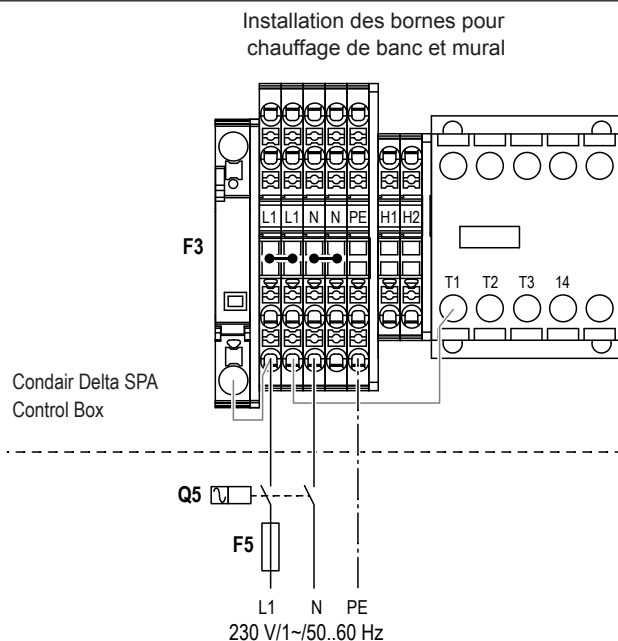 Installation des bornes pour
chauffage de banc et mural
L1 L1 N N PE H1 H2
F3
T1 T2 T3 14
Condair Delta SPA
Control Box
Q5
F5
L1 N PE
230 V/1~/50..60 Hz